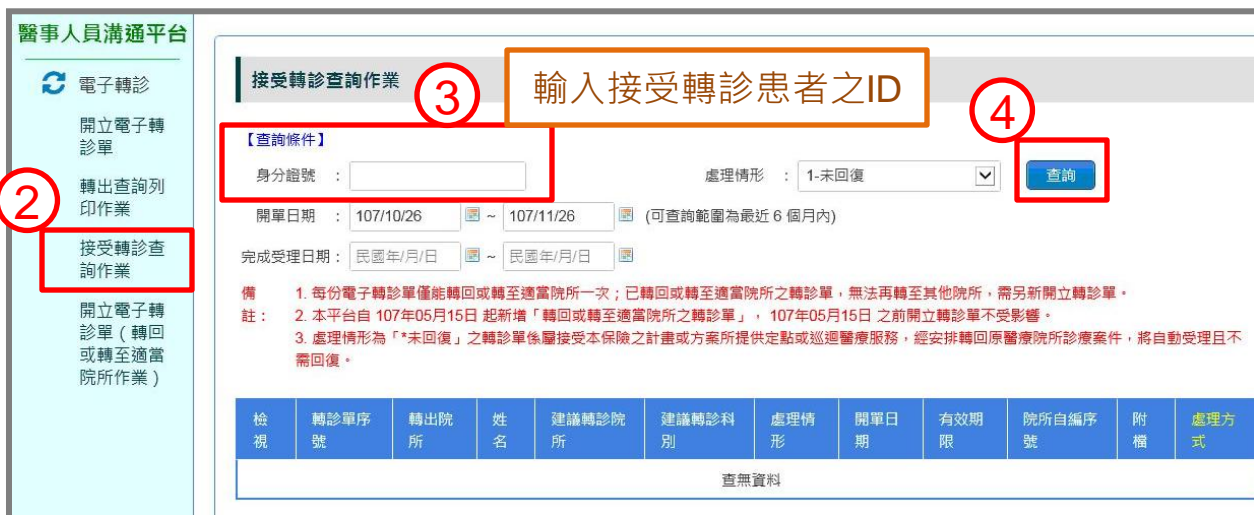 醫事人員溝通平台
電子轉診
開立電子轉
診單
轉出查詢列
印作業
②
接受轉診查
詢作業
開立電子轉
診單(轉回
或轉至適當
院所作業)
接受轉診查詢作業
③
輸入接受轉診患者之ID
④
【查詢條件】
身分證號 : 處理情形 : 1-未回復 查詢
開單日期 : 107/10/26 ~ 107/11/26 (可查詢範圍為最近 6 個月內)
完成受理日期: 民國年/月/日 ~ 民國年/月/日
備 1. 每份電子轉診單僅能轉回或轉至適當院所一次;已轉回或轉至適當院所之轉診單,無法再轉至其他院所,需另新開立轉診單。
註: 2. 本平台自 107年05月15日 起新增「轉回或轉至適當院所之轉診單」, 107年05月15日 之前開立轉診單不受影響。
3. 處理情形為「*未回復」之轉診單係屬接受本保險之計畫或方案所提供定點或巡迴醫療服務,經安排轉回原醫療院所診療案件,將自動受理且不
需回復。
檢 轉診單序 轉出院 姓 建議轉診院 建議轉診科 處理情 開單日 有效期 院所自編序 附 處理方
視 號 所 名 所 別 形 期 限 號 檔 式
查無資料